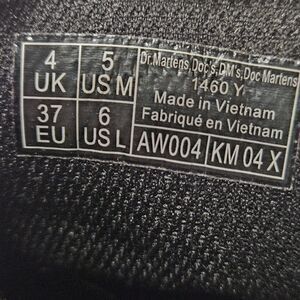 4 UK
5 US M
37 EU
6 US L
Dr.Martens, Doc's, DM's, Doc Martens
1460 Y
Made in Vietnam
Fabriqué en Vietnam
AW004 KM 04 X